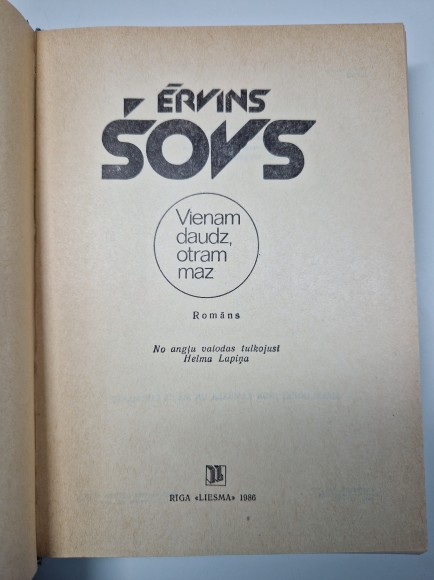 ĒRVINS
ŠOVS
Vienam
daudz,
otram
maz
Romāns
No angļu valodas tulkojusi
Helma Lapiņa
RĪGA «LIESMA» 1986